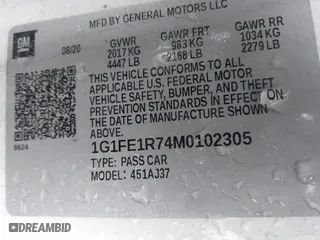 MFD BY GENERAL MOTORS LLC
GM
08/20
GVWR GAWR FRT GAWR RR
2017 KG 983 KG 1034 KG
4447 LB 2168 LB 2279 LB
THIS VEHICLE CONFORMS TO ALL
APPLICABLE U.S. FEDERAL MOTOR
VEHICLE SAFETY, BUMPER, AND THEFT
PREVENTION STANDARDS IN EFFECT ON
THE DATE OF MANUFACTURE SHOWN ABOVE.
8624
1G1FE1R74M0102305
TYPE: PASS CAR
MODEL: 451AJ37
DREAMBID